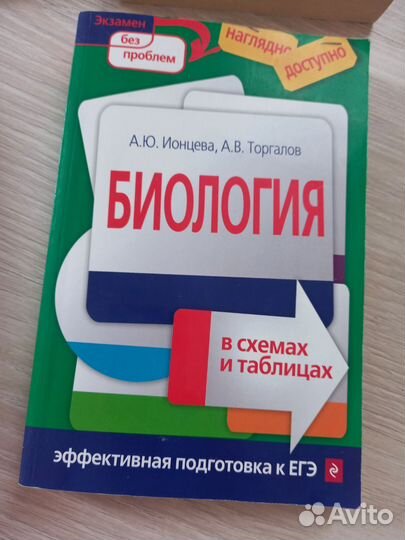 Экзамен
без
проблем
наглядно
доступно
А.Ю. Ионцева, А.В. Торгалов
БИОЛОГИЯ
в схемах
и таблицах
эффективная подготовка к ЕГЭ
Avito